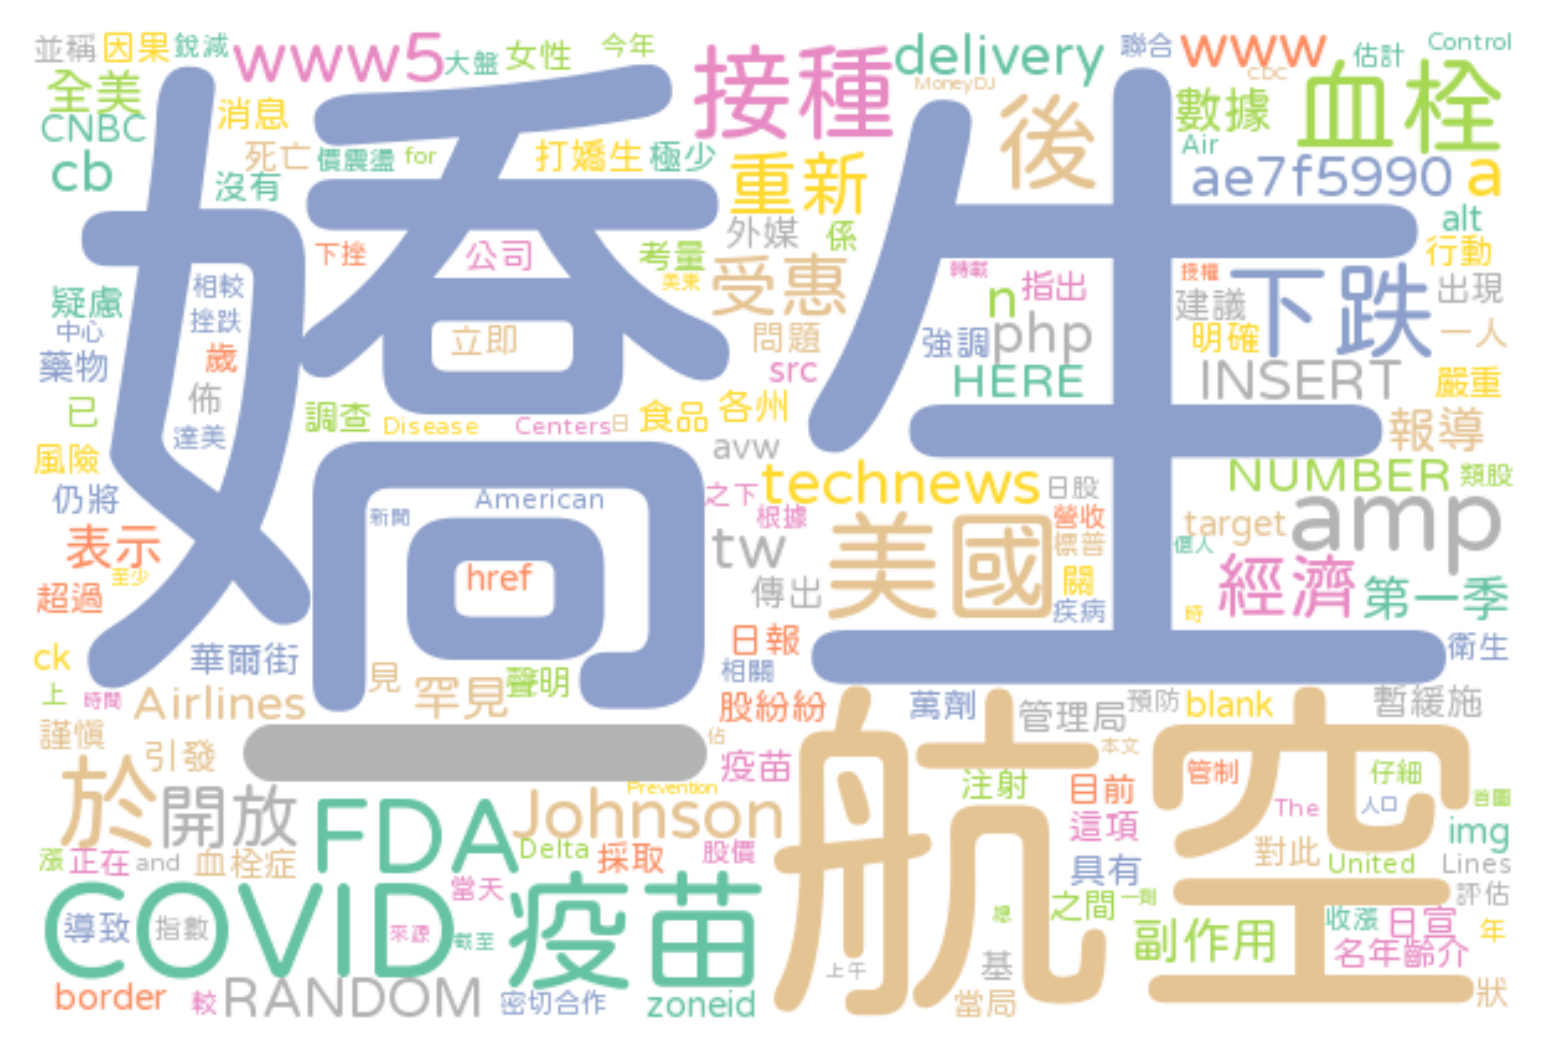 並稱 因果 銳減 www5 大盤 女性 今年 接種 delivery 聯合 www 估計 Control
全美 CNBC 消息 MoneyDJ CDC 數據 血栓
cb 死亡 價震盪 for 打嬌生 極少 重新 後 Air ae7f5990 a
沒有 嬌 生 外媒 係 alt
下挫 公司 考量 美東 受惠 轉載 授權 行動
疑慮 相較 n 指出 建議 下跌 出現
中心 挫跌 立即 問題 強調 php 明確 一人
藥物 歲 src HERE INSERT 嚴重
已 佈 調查 Disease Centers 日 食品 各州 報導
風險 達美 avw technews 日股 NUMBER 類股
仍將 American 新聞 之下 根據 營收 target amp
表示 href tw 美國 標普 個人 經濟 第一季
超過 至少 傳出 關 疾病 時
ck 華爾街 日報 相關 衛生
上 時間 Airlines 見 罕見 聲明 股紛紛 萬劑 管理局 預防 blank 暫緩施
謹慎 引發 佔 疫苗 航空 本文
於 開放 Prevention 注射 目前 管制 仔細 首圖
FDA Johnson 這項 The 人口 img
漲 正在 and 血栓症 Delta 採取 股價 具有 對此 United Lines
COVID 當天 疫苗 之間 一劑 評估
導致 指數 來源 截至 總 副作用 收漲 日宣 年
上午 基 名年齡介
border 較 RANDOM 密切合作 zoneid 當局 狀